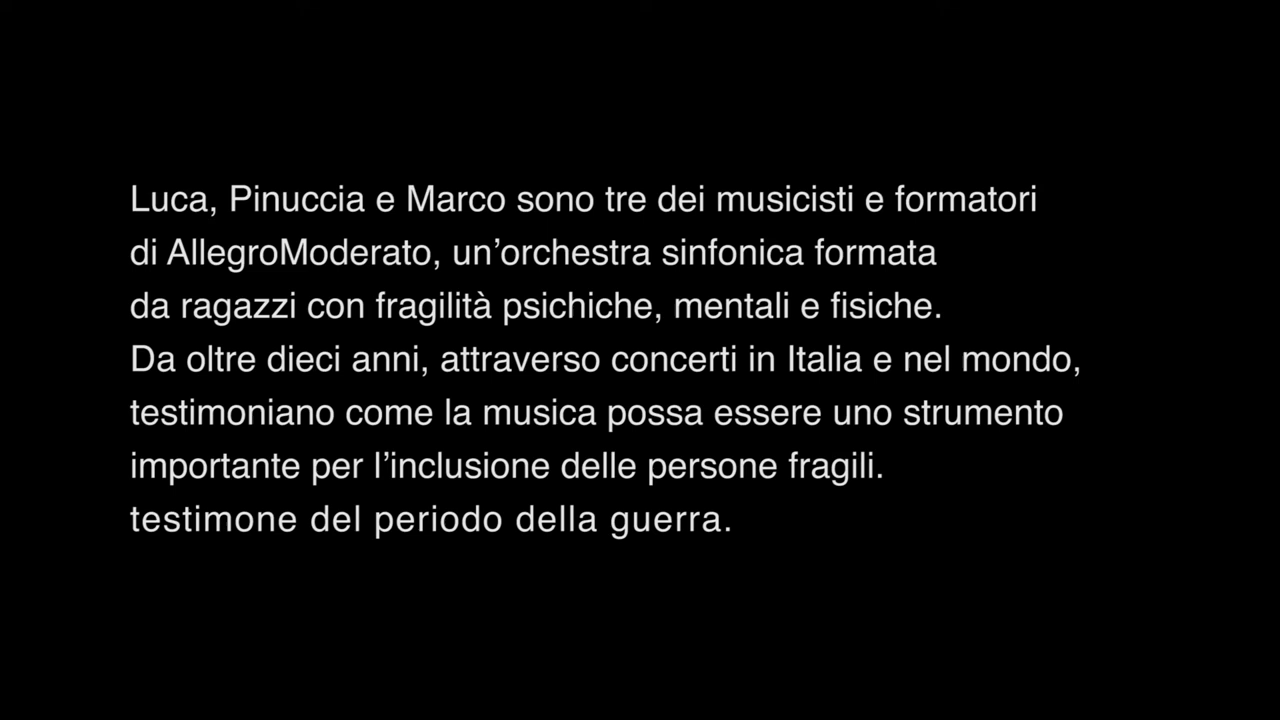 Luca, Pinuccia e Marco sono tre dei musicisti e formatori
di AllegroModerato, un’orchestra sinfonica formata
da ragazzi con fragilità psichiche, mentali e fisiche.
Da oltre dieci anni, attraverso concerti in Italia e nel mondo,
testimoniano come la musica possa essere uno strumento
importante per l’inclusione delle persone fragili.
testimone del periodo della guerra.